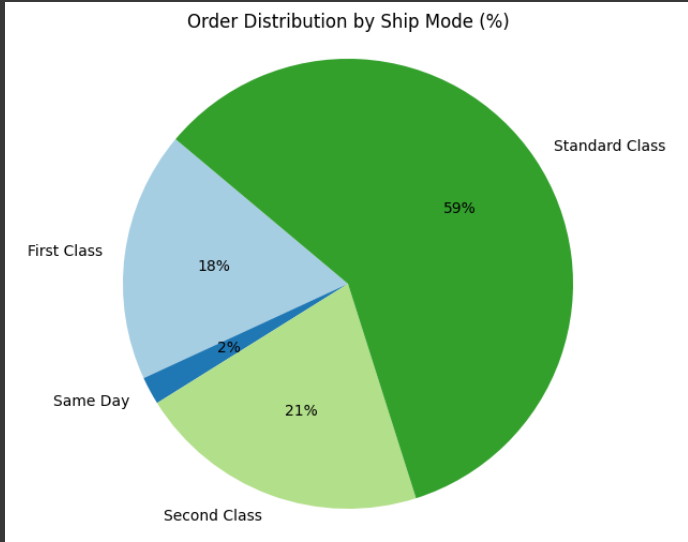 Order Distribution by Ship Mode (%)
Standard Class
59%
First Class
18%
2%
Same Day
21%
Second Class